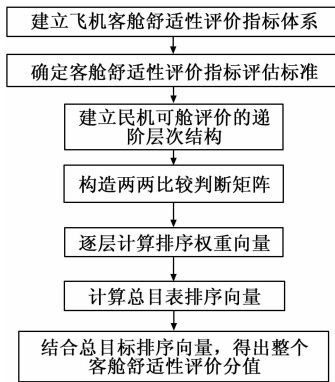 建立飞机客舱舒适性评价指标体系
确定客舱舒适性评价指标评估标准
建立民机可舱评价的递
阶层次结构
构造两两比较判断矩阵
逐层计算排序权重向量
计算总目表排序向量
结合总目标排序向量，得出整个
客舱舒适性评价分值